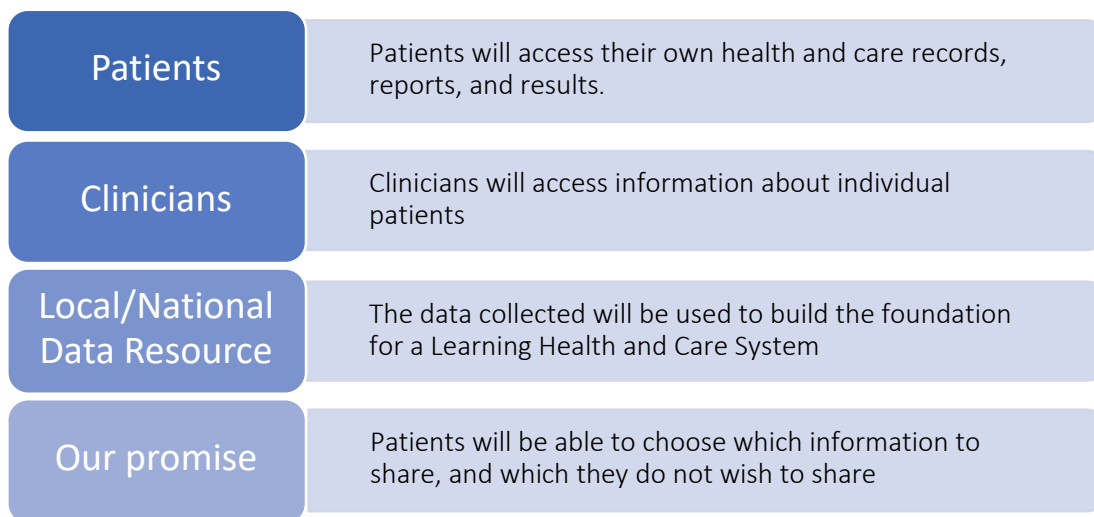 Patients
Patients will access their own health and care records,
reports, and results.
Clinicians
Clinicians will access information about individual
patients
Local/National
Data Resource
The data collected will be used to build the foundation
for a Learning Health and Care System
Our promise
Patients will be able to choose which information to
share, and which they do not wish to share